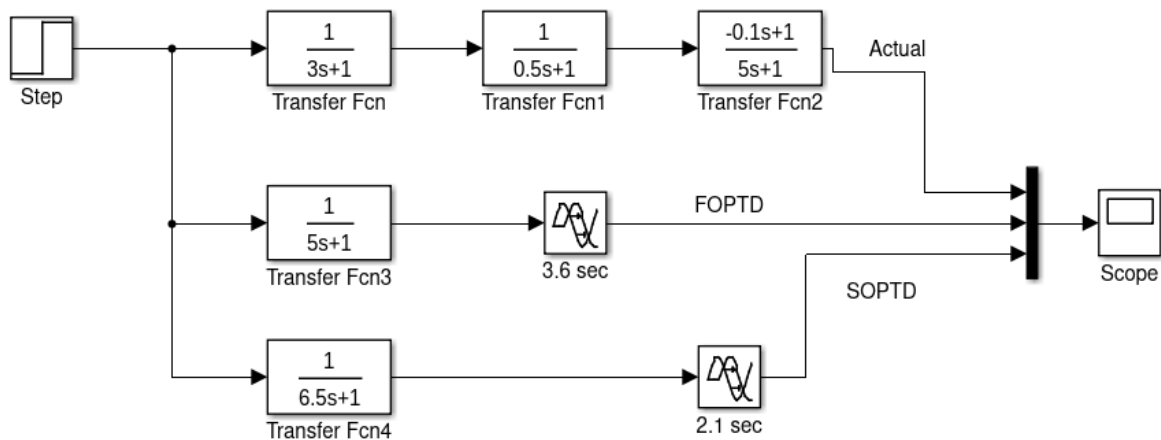 Step
1
3s+1
Transfer Fcn
1
0.5s+1
Transfer Fcn1
-0.1s+1
5s+1
Transfer Fcn2
Actual
1
5s+1
Transfer Fcn3
3.6 sec
FOPTD
Scope
SOPTD
1
6.5s+1
Transfer Fcn4
2.1 sec